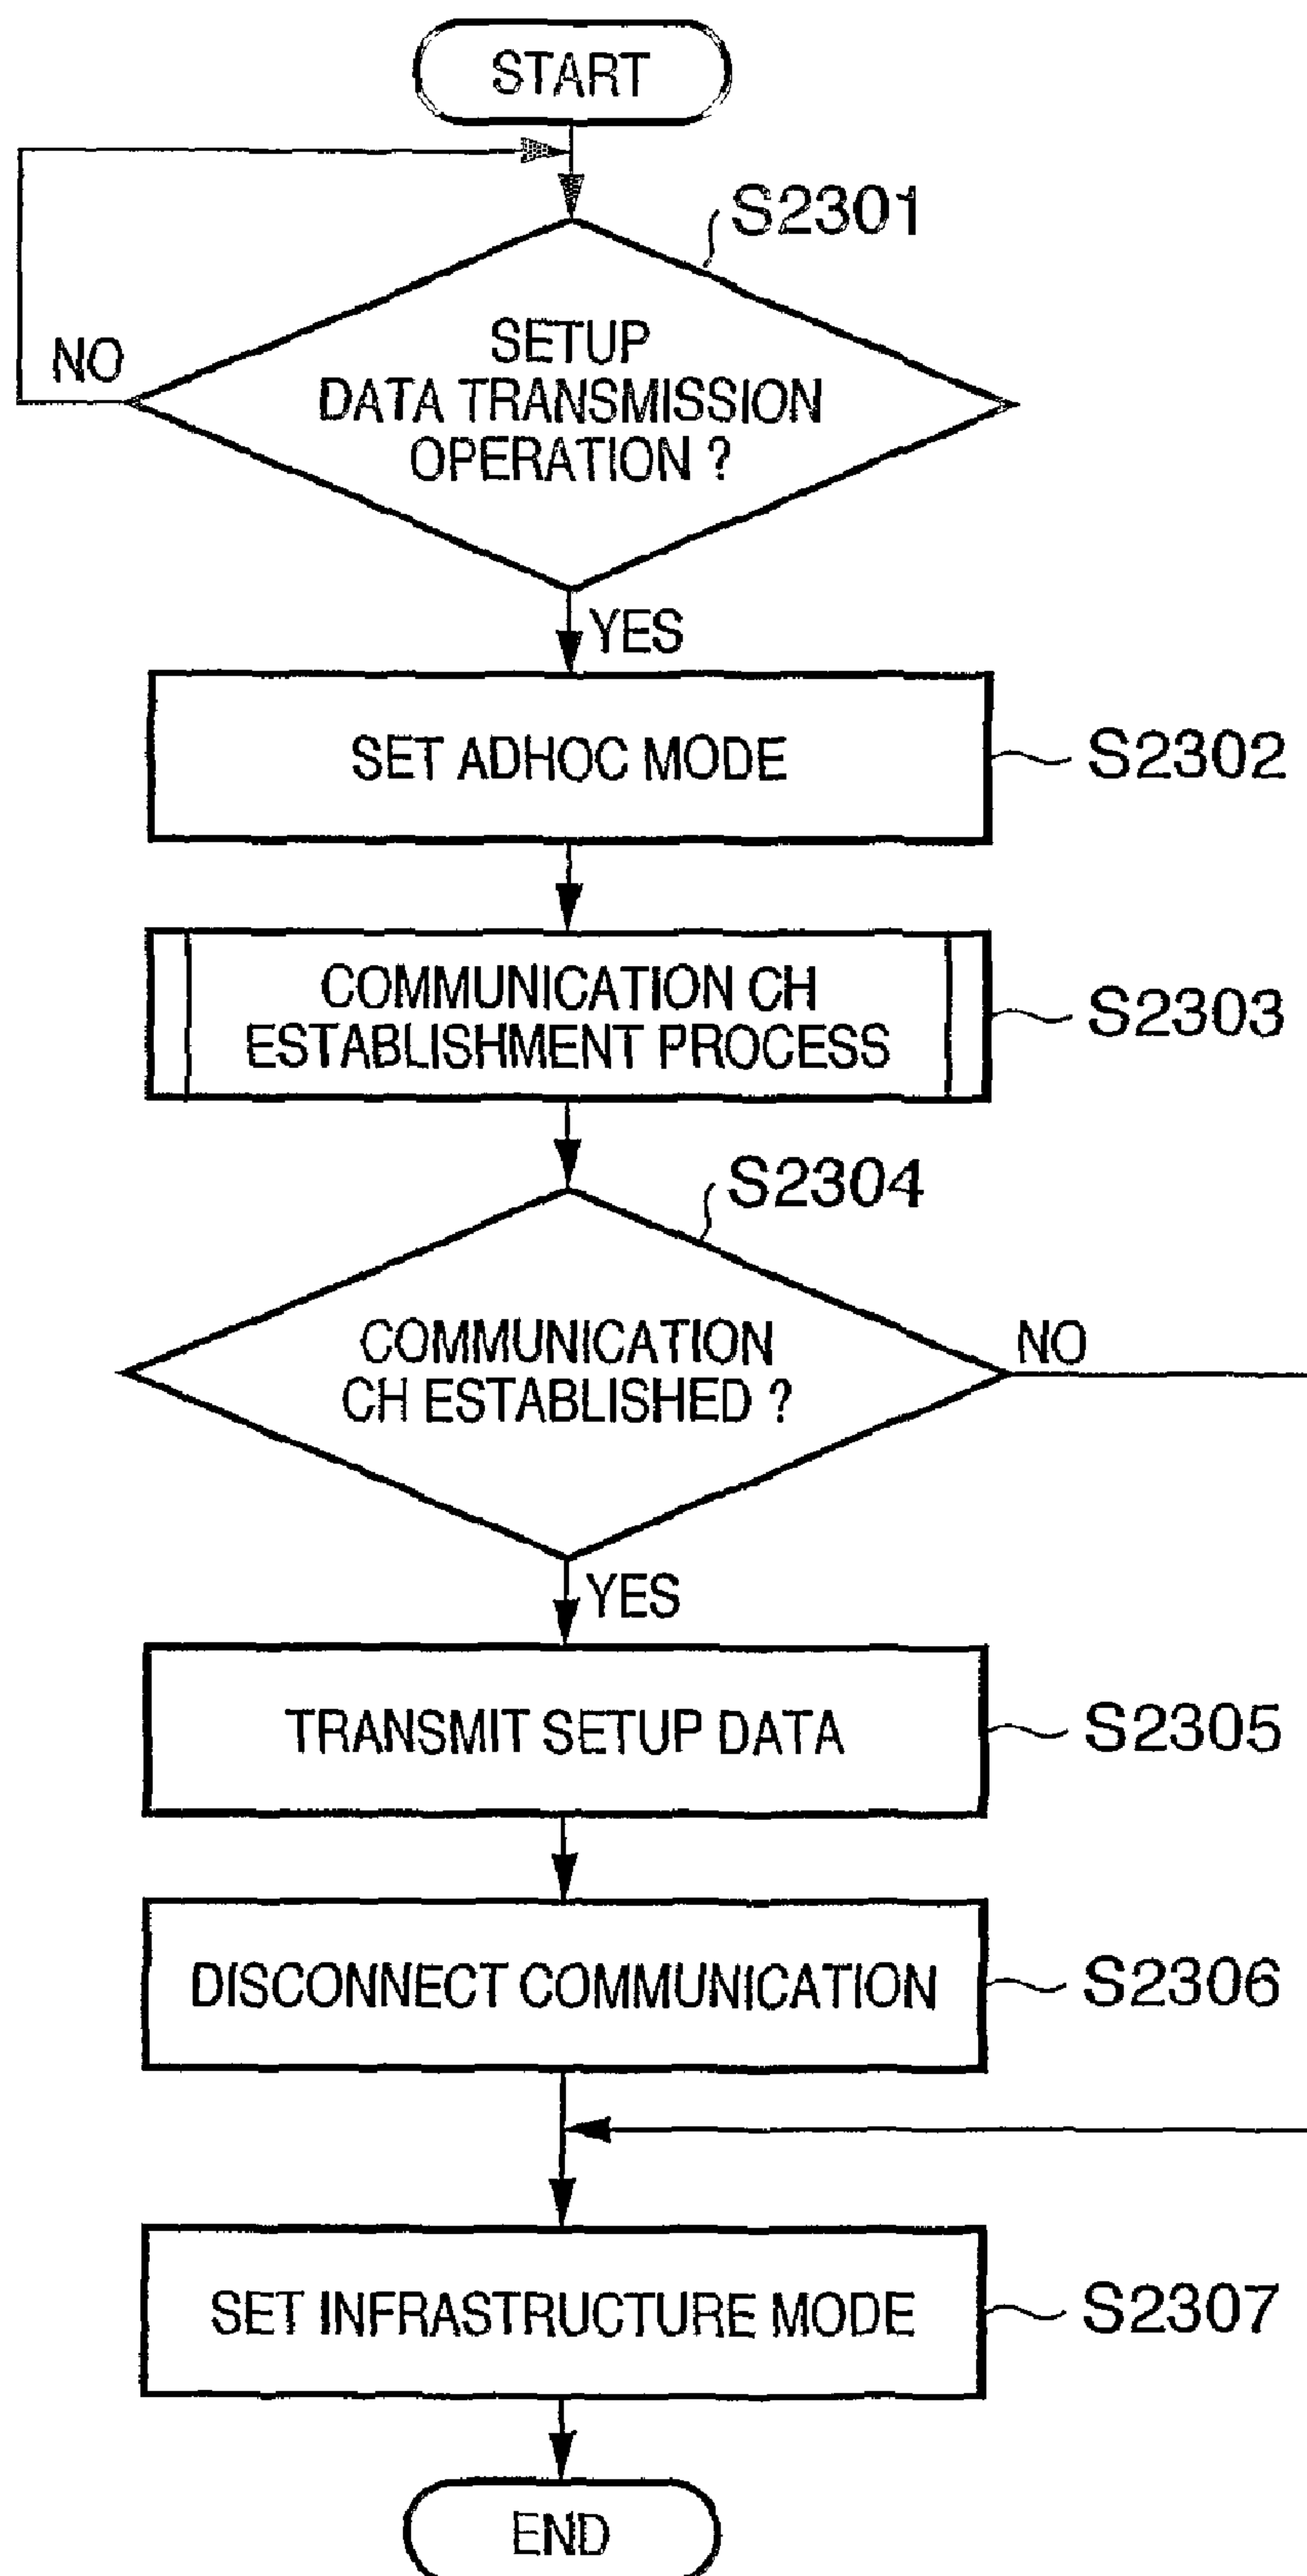 START
S2301
SETUP
DATA TRANSMISSION
OPERATION ?
NO
YES
SET ADHOC MODE
S2302
COMMUNICATION CH
ESTABLISHMENT PROCESS
S2303
S2304
COMMUNICATION
CH ESTABLISHED ?
NO
YES
TRANSMIT SETUP DATA
S2305
DISCONNECT COMMUNICATION
S2306
SET INFRASTRUCTURE MODE
S2307
END